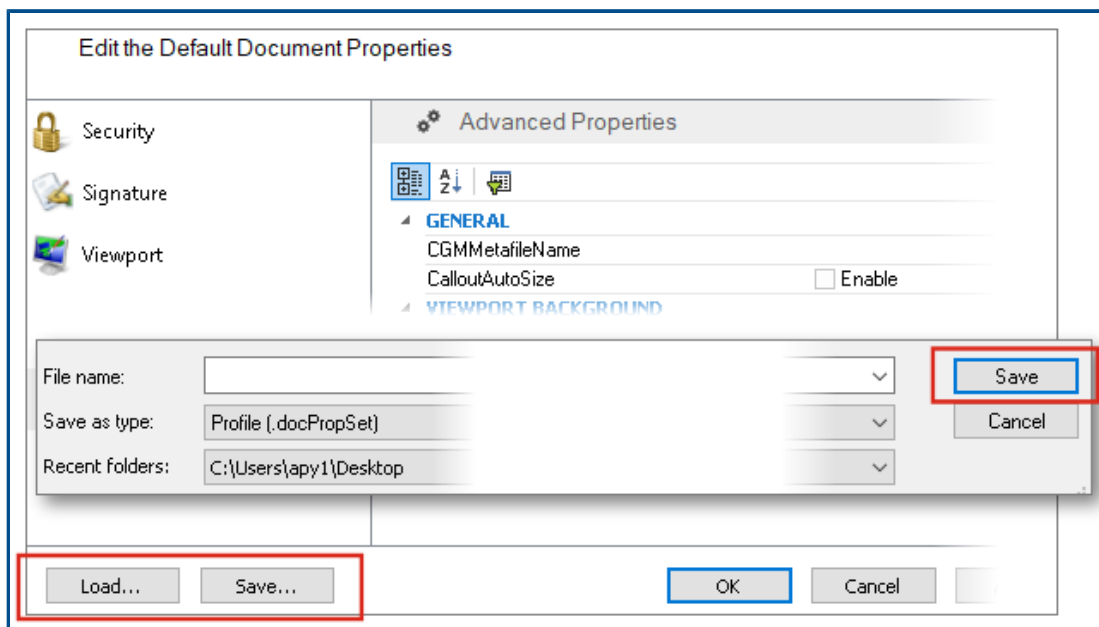 Edit the Default Document Properties
Security
Signature
Viewport
Advanced Properties
A
Z
GENERAL
CGMMetafileName
CalloutAutoSize
Enable
VIEWPORT BACKGROUND
File name:
Save
Save as type:
Profile (.docPropSet)
Cancel
Recent folders:
C:\Users\apy1\Desktop
Load...
Save...
OK
Cancel